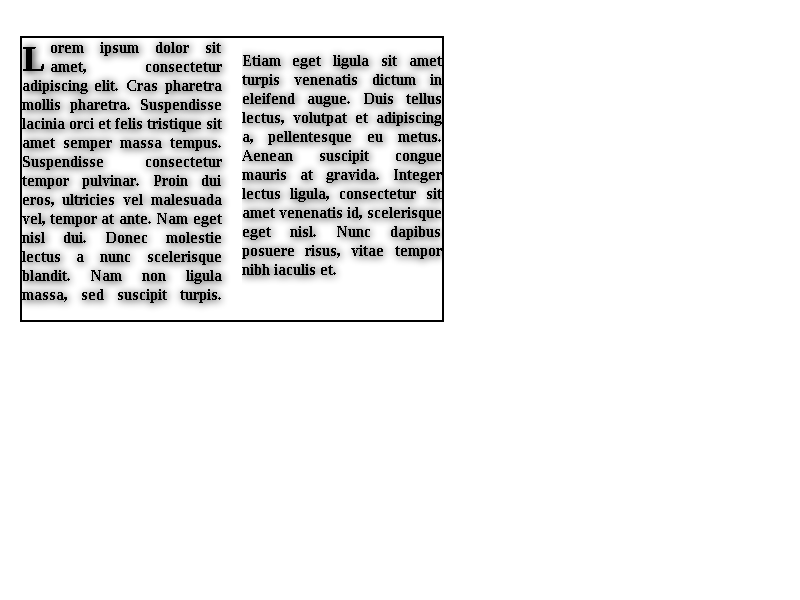 Lorem ipsum dolor sit
amet, consectetur
adipiscing elit. Cras pharetra
mollis pharetra. Suspendisse
lacinia orci et felis tristique sit
amet semper massa tempus.
Suspendisse consectetur
tempor pulvinar. Proin dui
eros, ultricies vel malesuada
vel, tempor at ante. Nam eget
nisl dui. Donec molestie
lectus a nunc scelerisque
blandit. Nam non ligula
massa, sed suscipit turpis.
Etiam eget ligula sit amet
turpis venenatis dictum in
eleifend augue. Duis tellus
lectus, volutpat et adipiscing
a, pellentesque eu metus.
Aenean suscipit congue
mauris at gravida. Integer
lectus ligula, consectetur sit
amet venenatis id, scelerisque
eget nisl. Nunc dapibus
posuere risus, vitae tempor
nibh iaculis et.